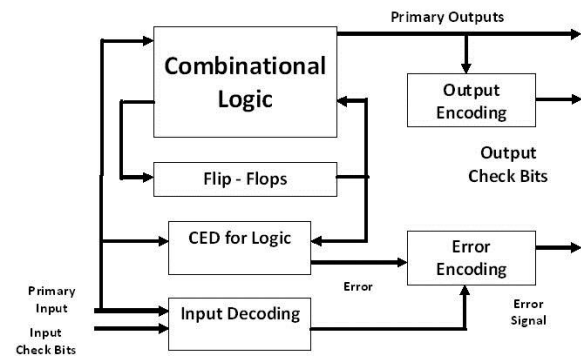 Primary Outputs
Combinational
Logic
Output
Encoding
Output
Check Bits
Flip - Flops
CED for Logic
Error
Encoding
Error
Primary
Input
Input Decoding
Error
Signal
Input
Check Bits